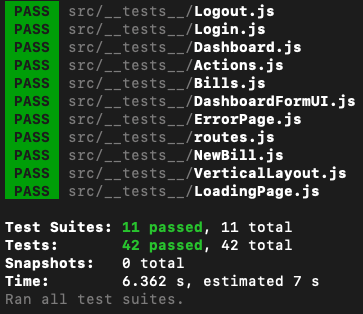 PASS src/__tests__/Logout.js
PASS src/__tests__/Login.js
PASS src/__tests__/Dashboard.js
PASS src/__tests__/Actions.js
PASS src/__tests__/Bills.js
PASS src/__tests__/DashboardFormUI.js
PASS src/__tests__/ErrorPage.js
PASS src/__tests__/routes.js
PASS src/__tests__/NewBill.js
PASS src/__tests__/VerticalLayout.js
PASS src/__tests__/LoadingPage.js
Test Suites: 11 passed, 11 total
Tests: 42 passed, 42 total
Snapshots: 0 total
Time: 6.362 s, estimated 7 s
Ran all test suites.